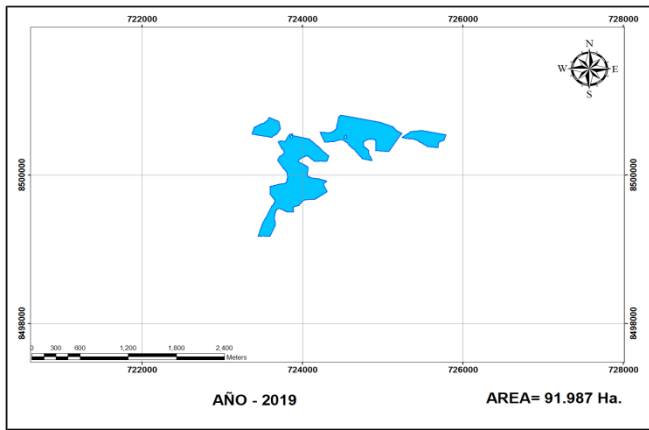 722000 724000 726000 728000
N
W E
S
8500000 8500000
8498000 8498000
0 300 600 1,200 1,800 2,400
Meters
722000 724000 726000 728000
AÑO - 2019 AREA= 91.987 Ha.